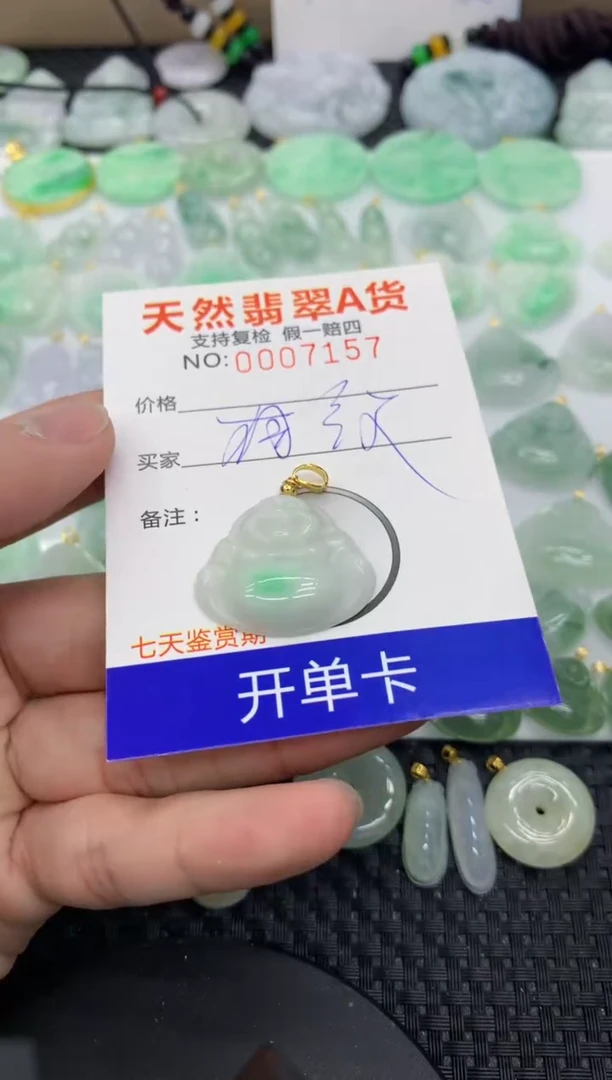 天然翡翠A货
支持复检 假一赔四
NO:0007157
价格
买家
备注：
七天鉴赏期
开单卡